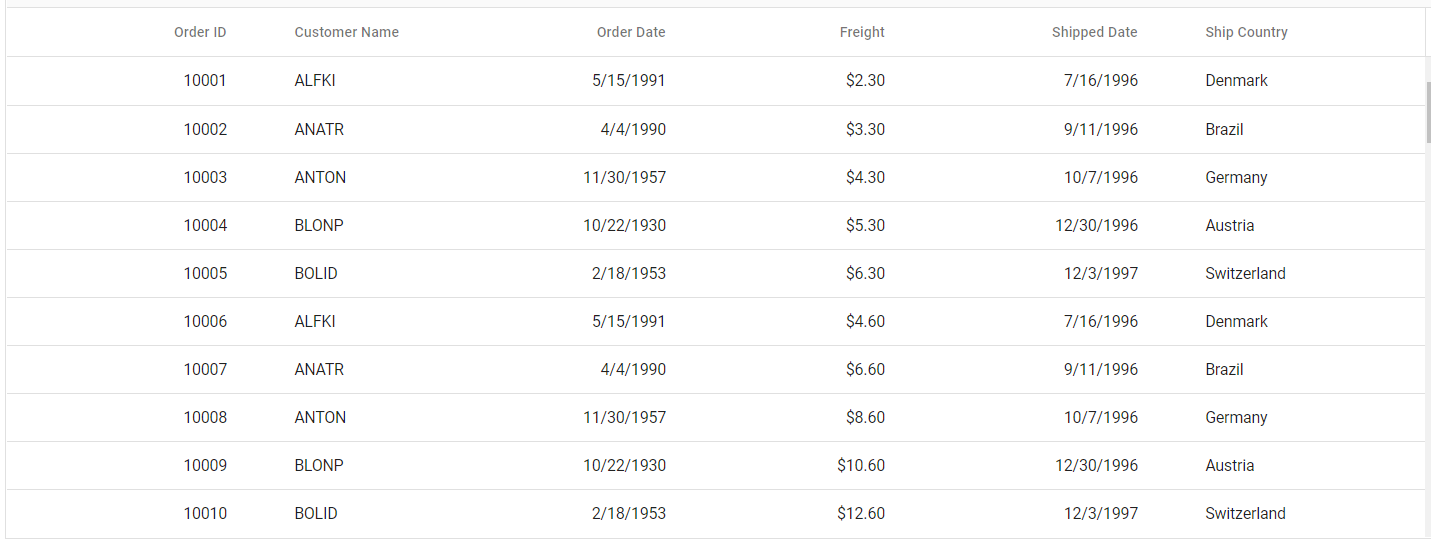 Order ID Customer Name Order Date Freight Shipped Date Ship Country
10001 ALFKI 5/15/1991 $2.30 7/16/1996 Denmark
10002 ANATR 4/4/1990 $3.30 9/11/1996 Brazil
10003 ANTON 11/30/1957 $4.30 10/7/1996 Germany
10004 BLONP 10/22/1930 $5.30 12/30/1996 Austria
10005 BOLID 2/18/1953 $6.30 12/3/1997 Switzerland
10006 ALFKI 5/15/1991 $4.60 7/16/1996 Denmark
10007 ANATR 4/4/1990 $6.60 9/11/1996 Brazil
10008 ANTON 11/30/1957 $8.60 10/7/1996 Germany
10009 BLONP 10/22/1930 $10.60 12/30/1996 Austria
10010 BOLID 2/18/1953 $12.60 12/3/1997 Switzerland